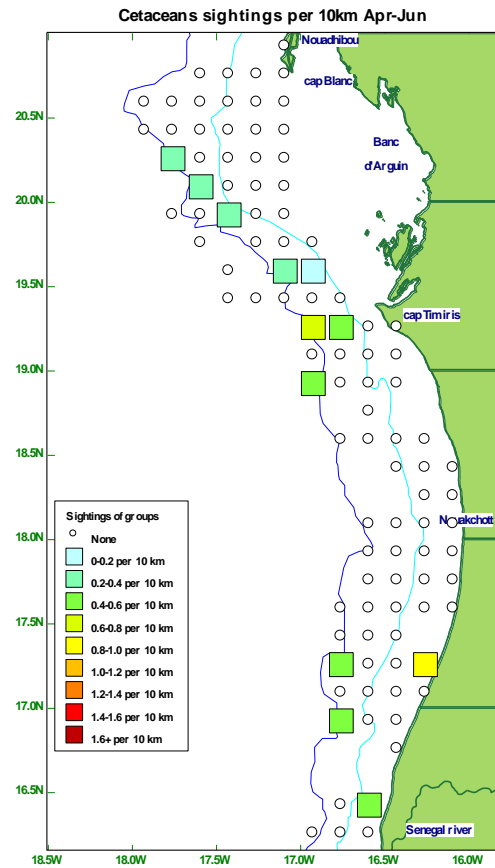 Cetaceans sightings per 10km Apr-Jun
Nouadhibou
cap Blanc
20.5N
Banc
d'Arguin
20.0N
19.5N
cap Timiris
19.0N
18.5N
Nouakchott
18.0N
Sightings of groups
None
0-0.2 per 10 km
0.2-0.4 per 10 km
0.4-0.6 per 10 km
0.6-0.8 per 10 km
0.8-1.0 per 10 km
1.0-1.2 per 10 km
1.2-1.4 per 10 km
1.4-1.6 per 10 km
1.6+ per 10 km
17.5N
17.0N
16.5N
Senegal river
18.5W 18.0W 17.5W 17.0W 16.5W 16.0W